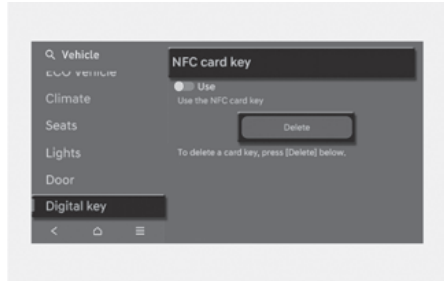 Vehicle
ECO vehicle
Climate
Seats
Lights
Door
Digital key
NFC card key
Use
Use the NFC card key
Delete
To delete a card key, press [Delete] below.